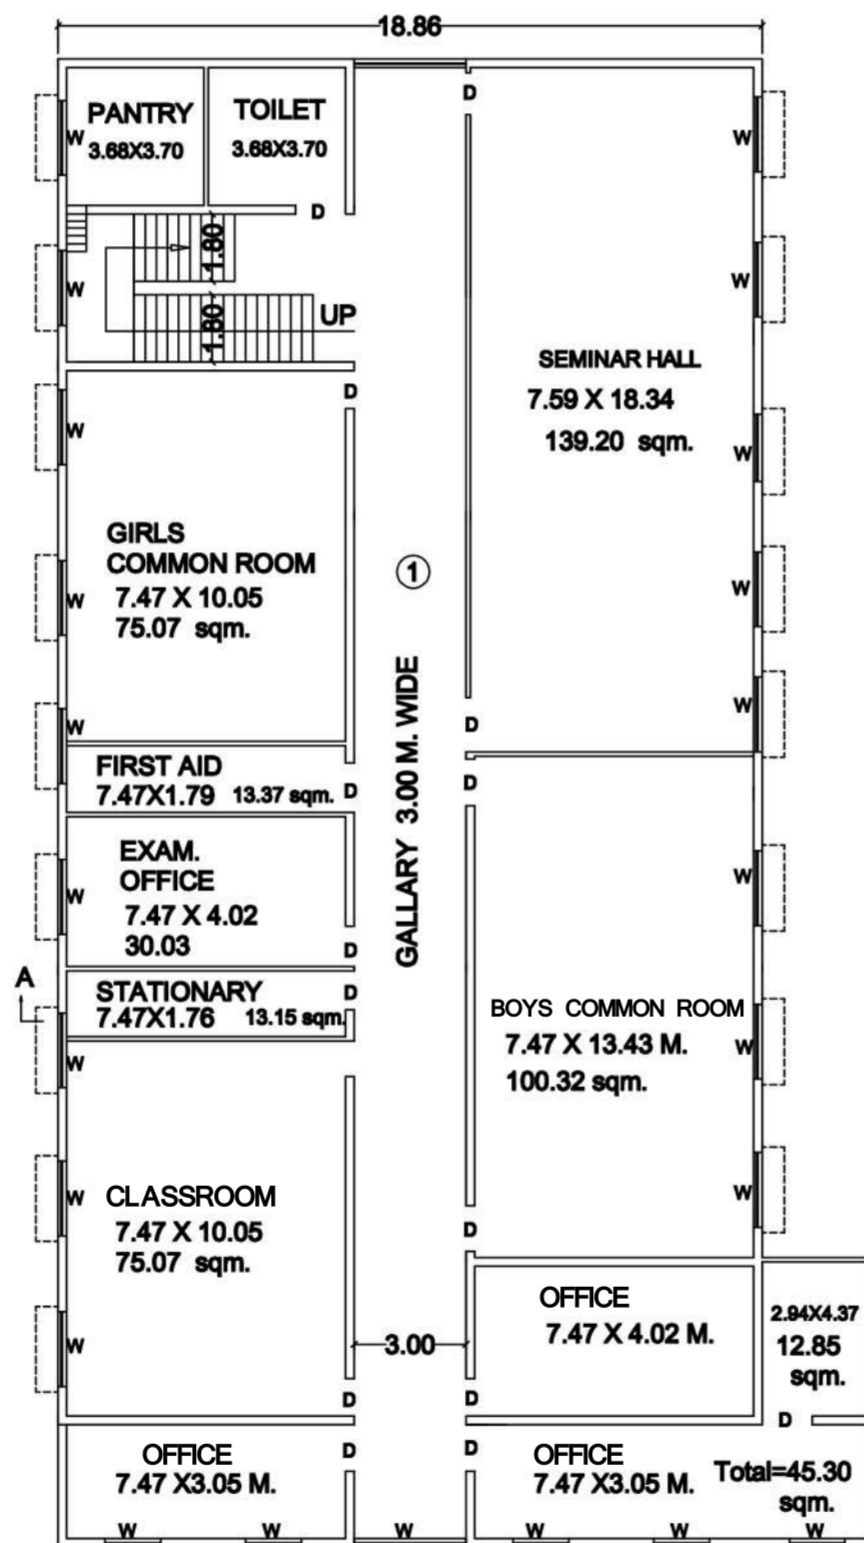 18.86
PANTRY
3.68X3.70
TOILET
3.68X3.70
D
W
W
D
1.80
W
W
UP
1.80
SEMINAR HALL
7.59 X 18.34
139.20 sqm.
D
W
W
GIRLS
COMMON ROOM
7.47 X 10.05
75.07 sqm.
1
W
W
W
W
D
GALLARY 3.00 M. WIDE
FIRST AID
7.47X1.79 13.37 sqm.
D
D
EXAM.
OFFICE
7.47 X 4.02
30.03
W
W
D
A
STATIONARY
7.47X1.76 13.15 sqm.
D
BOYS COMMON ROOM
7.47 X 13.43 M.
100.32 sqm.
W
W
CLASSROOM
7.47 X 10.05
75.07 sqm.
W
W
D
OFFICE
7.47 X 4.02 M.
2.94X4.37
12.85
sqm.
W
3.00
D
D
D
OFFICE
7.47 X3.05 M.
D
D
OFFICE
7.47 X3.05 M.
Total=45.30
sqm.
W
W
W
W
W
W